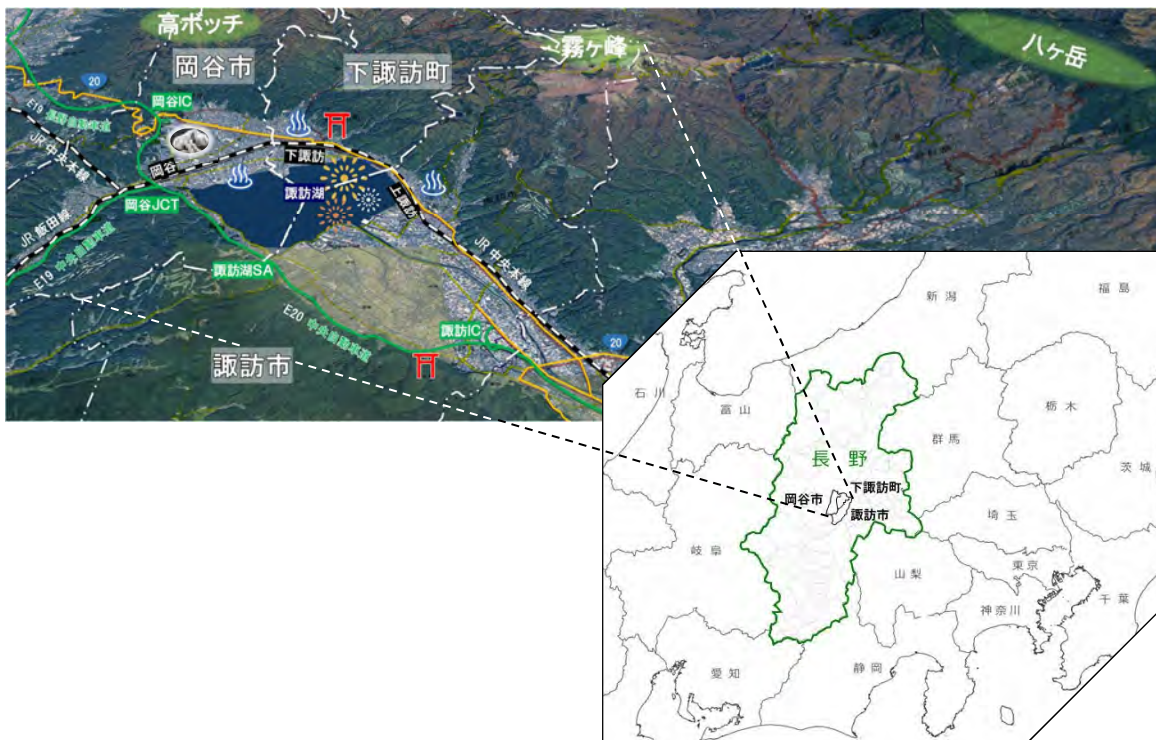 高ボッチ
岡谷市
下諏訪町
霧ヶ峰
八ヶ岳
20
岡谷IC
E19 長野自動車道
JR 中央本線
岡谷
下諏訪
諏訪湖
上諏訪
岡谷JCT
JR 飯田線
E19 中央自動車道
諏訪湖SA
JR 中央本線
E20 中央自動車道
諏訪IC
20
諏訪市
新潟
福島
石川
富山
栃木
群馬
長野
茨城
岡谷市
下諏訪町
諏訪市
埼玉
岐阜
山梨
東京
神奈川
千葉
愛知
静岡